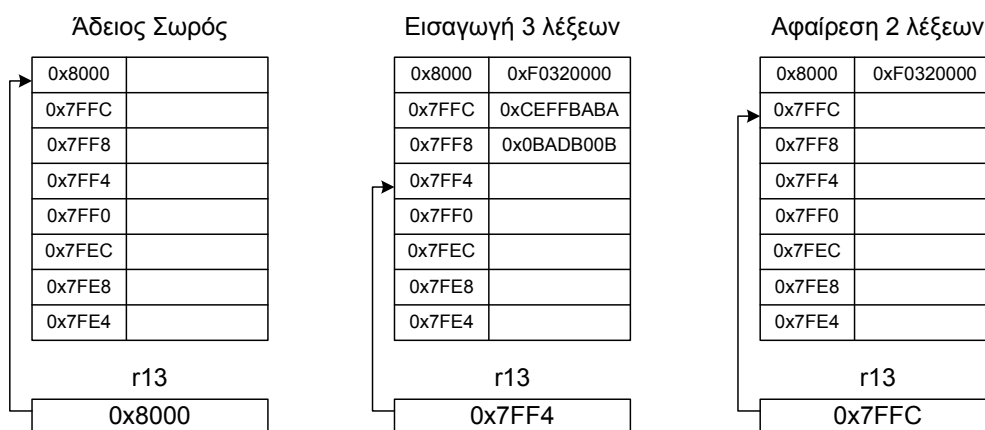 Άδειος Σωρός
0x8000
0x7FFC
0x7FF8
0x7FF4
0x7FF0
0x7FEC
0x7FE8
0x7FE4
r13
0x8000
Εισαγωγή 3 λέξεων
0x8000 0xF0320000
0x7FFC 0xCEFFBABA
0x7FF8 0x0BADB00B
0x7FF4
0x7FF0
0x7FEC
0x7FE8
0x7FE4
r13
0x7FF4
Αφαίρεση 2 λέξεων
0x8000 0xF0320000
0x7FFC
0x7FF8
0x7FF4
0x7FF0
0x7FEC
0x7FE8
0x7FE4
r13
0x7FFC